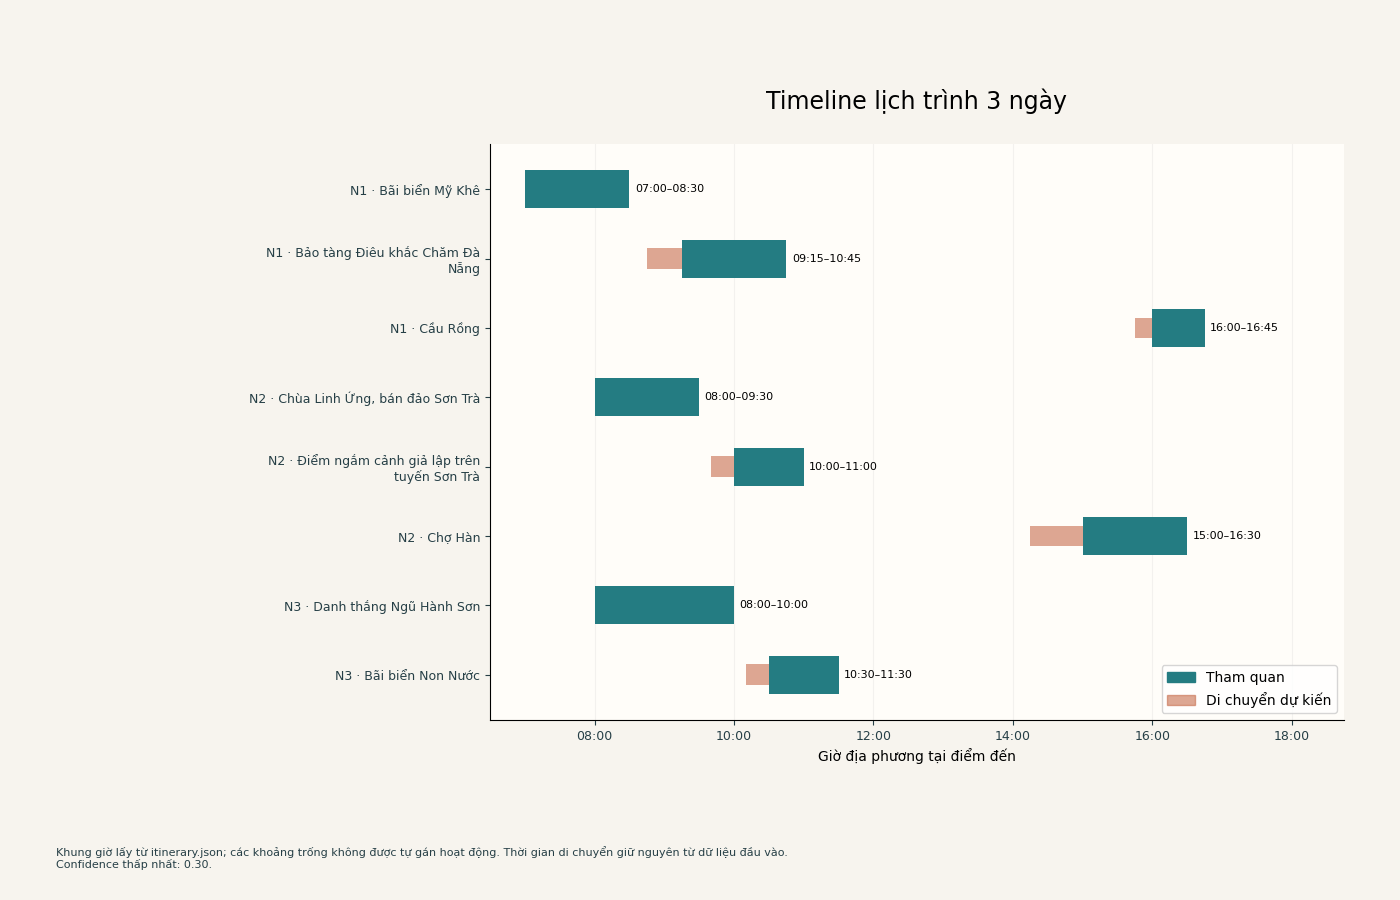 Timeline lịch trình 3 ngày
N1 · Bãi biển Mỹ Khê
07:00–08:30
N1 · Bảo tàng Điêu khắc Chăm Đà
Nẵng
09:15–10:45
N1 · Cầu Rồng
16:00–16:45
N2 · Chùa Linh Ứng, bán đảo Sơn Trà
08:00–09:30
N2 · Điểm ngắm cảnh giả lập trên
tuyến Sơn Trà
10:00–11:00
N2 · Chợ Hàn
15:00–16:30
N3 · Danh thắng Ngũ Hành Sơn
08:00–10:00
N3 · Bãi biển Non Nước
10:30–11:30
Tham quan
Di chuyển dự kiến
08:00 10:00 12:00 14:00 16:00 18:00
Giờ địa phương tại điểm đến
Khung giờ lấy từ itinerary.json; các khoảng trống không được tự gán hoạt động. Thời gian di chuyển giữ nguyên từ dữ liệu đầu vào.
Confidence thấp nhất: 0.30.